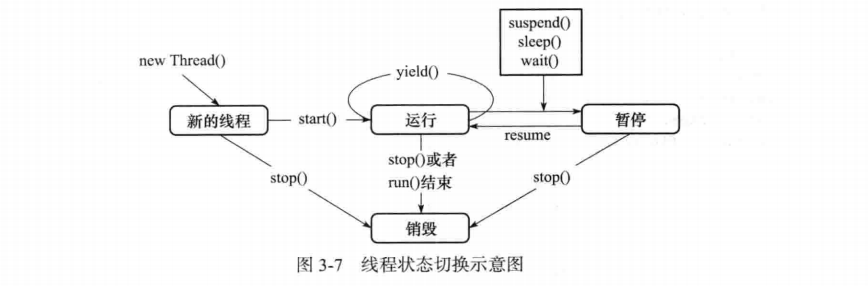 suspend()
sleep()
wait()
new Thread()
yield()
新的线程
start()
运行
暂停
resume
stop()或者
run()结束
stop()
stop()
销毁
图 3-7 线程状态切换示意图